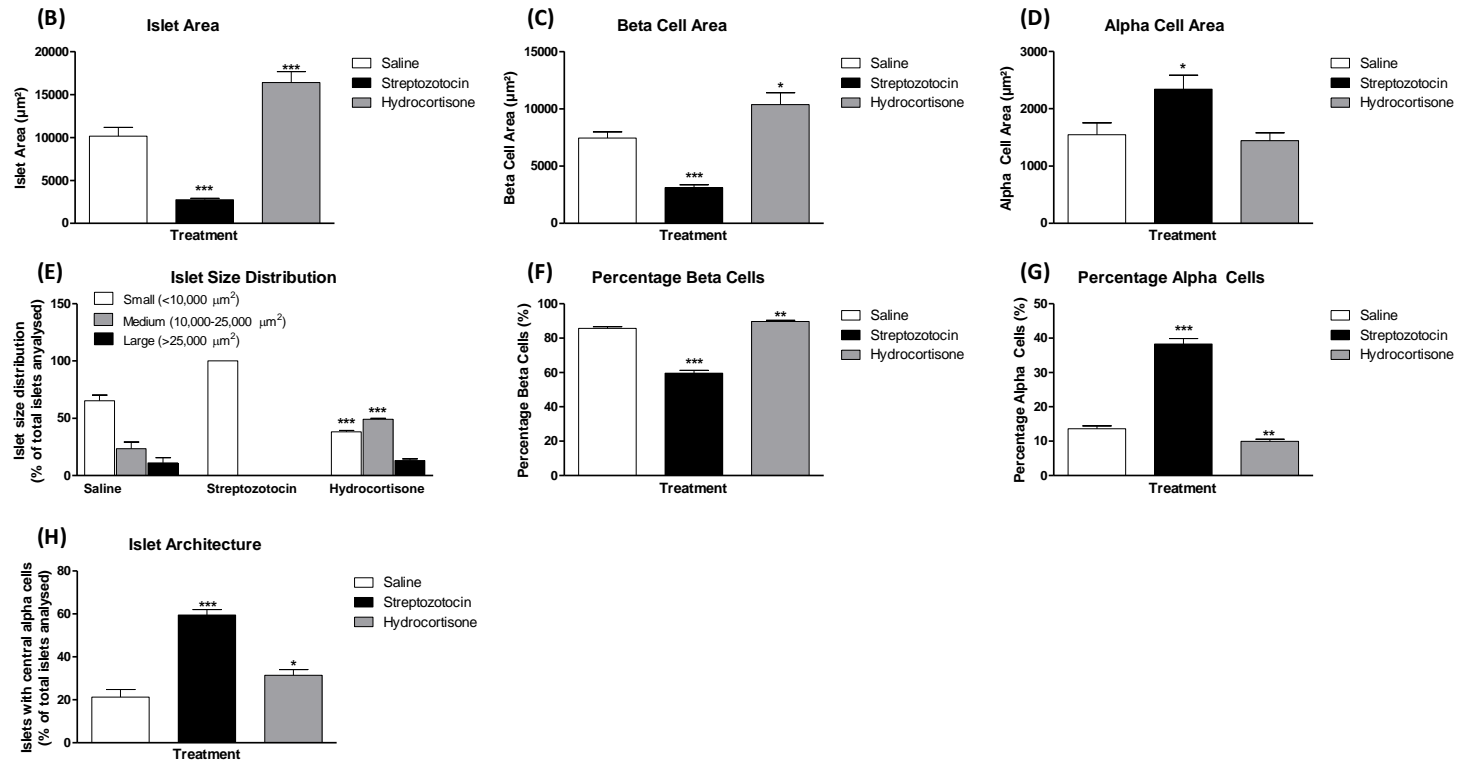 (B)
Islet Area
Islet Area (µm²)
20000
15000
10000
5000
0
***
***
Treatment
Saline
Streptozotocin
Hydrocortisone
(C)
Beta Cell Area
Beta Cell Area (µm²)
15000
10000
5000
0
***
*
Treatment
Saline
Streptozotocin
Hydrocortisone
(D)
Alpha Cell Area
Alpha Cell Area (µm²)
3000
2000
1000
0
*
Treatment
Saline
Streptozotocin
Hydrocortisone
(E)
Islet Size Distribution
Islet size distribution
(% of total islets anyalysed)
150
100
50
0
Small (<10,000 µm²)
Medium (10,000-25,000 µm²)
Large (>25,000 µm²)
*** ***
Saline Streptozotocin Hydrocortisone
(F)
Percentage Beta Cells
Percentage Beta Cells (%)
100
80
60
40
20
0
***
**
Treatment
Saline
Streptozotocin
Hydrocortisone
(G)
Percentage Alpha Cells
Percentage Alpha Cells (%)
50
40
30
20
10
0
***
**
Treatment
Saline
Streptozotocin
Hydrocortisone
(H)
Islet Architecture
Islets with central alpha cells
(% of total islets analysed)
80
60
40
20
0
***
*
Treatment
Saline
Streptozotocin
Hydrocortisone